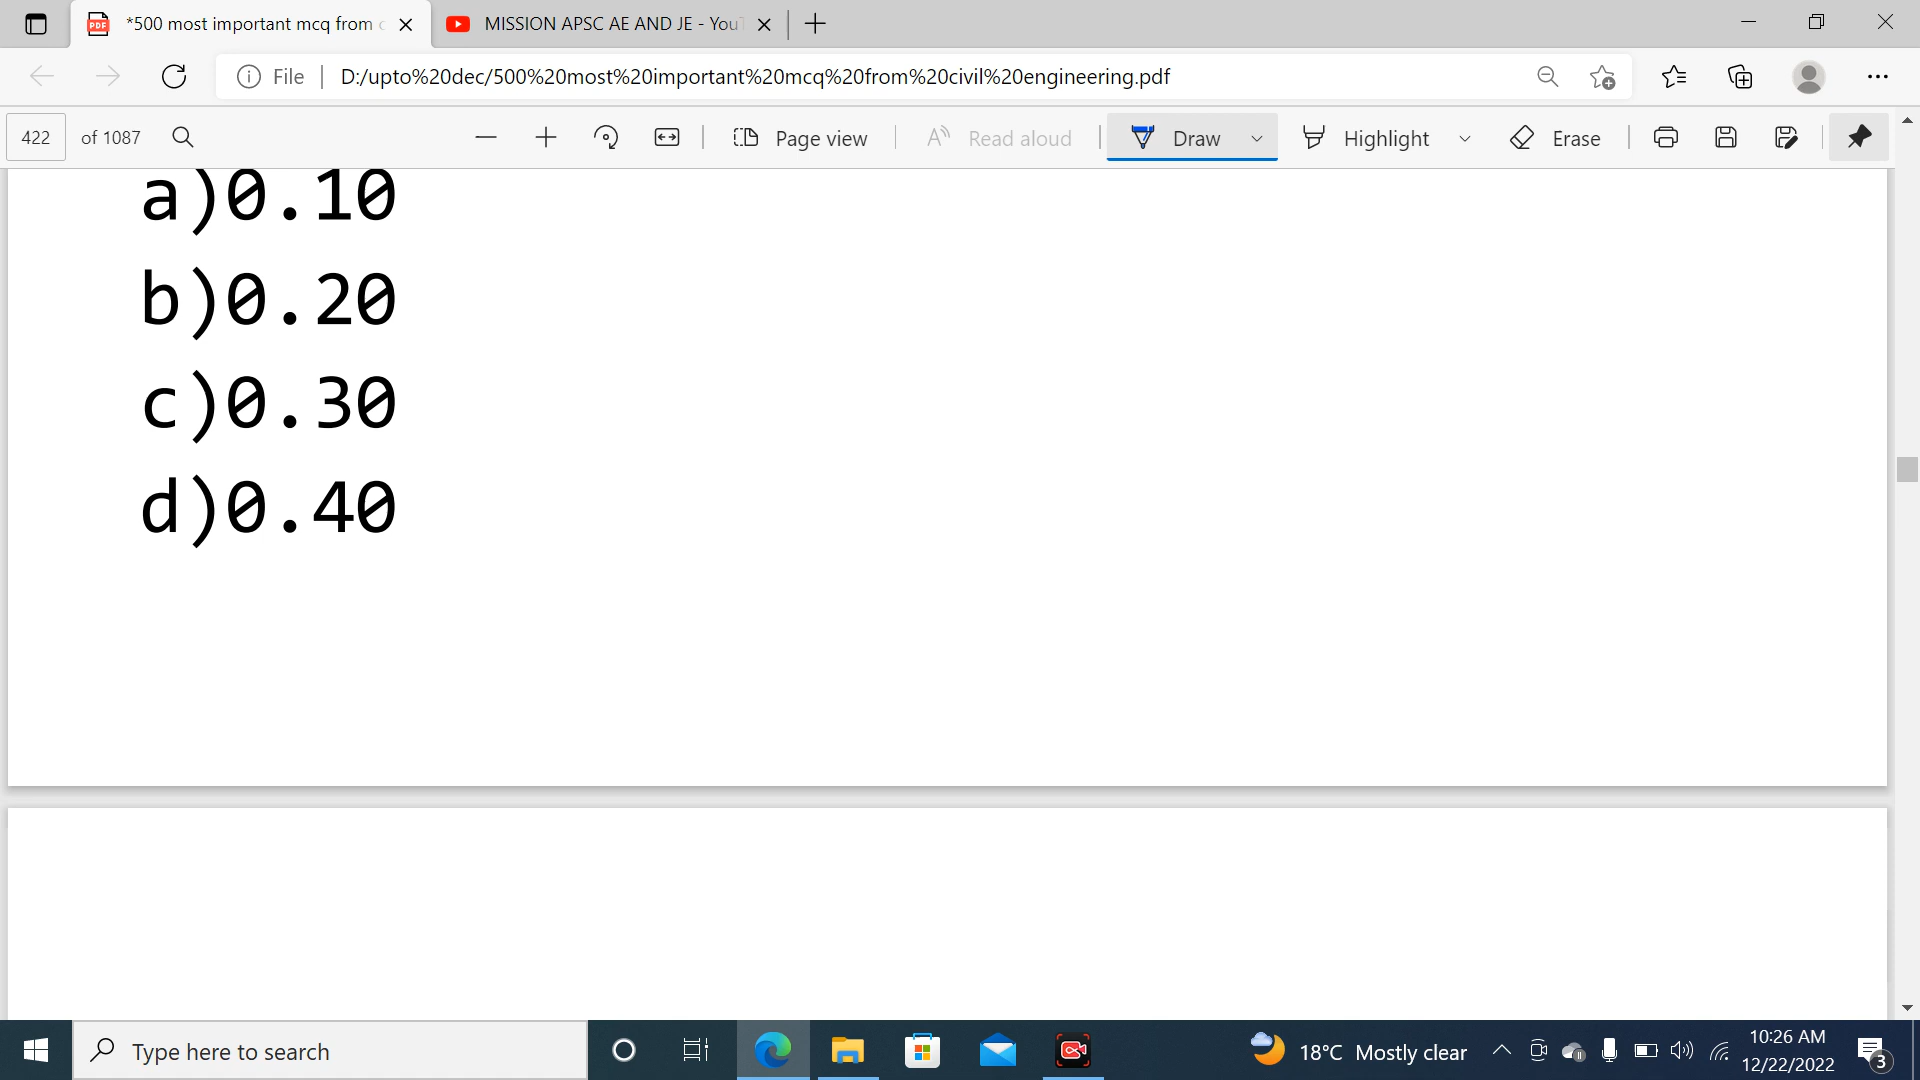 *500 most important mcq from
MISSION APSC AE AND JE - You
File
D:/upto%20dec/500%20most%20important%20mcq%20from%20civil%20engineering.pdf
422 of 1087
Page view
Read aloud
Draw
Highlight
Erase
a)0.10
b)0.20
c)0.30
d)0.40
Type here to search
18°C Mostly clear
10:26 AM
12/22/2022
3